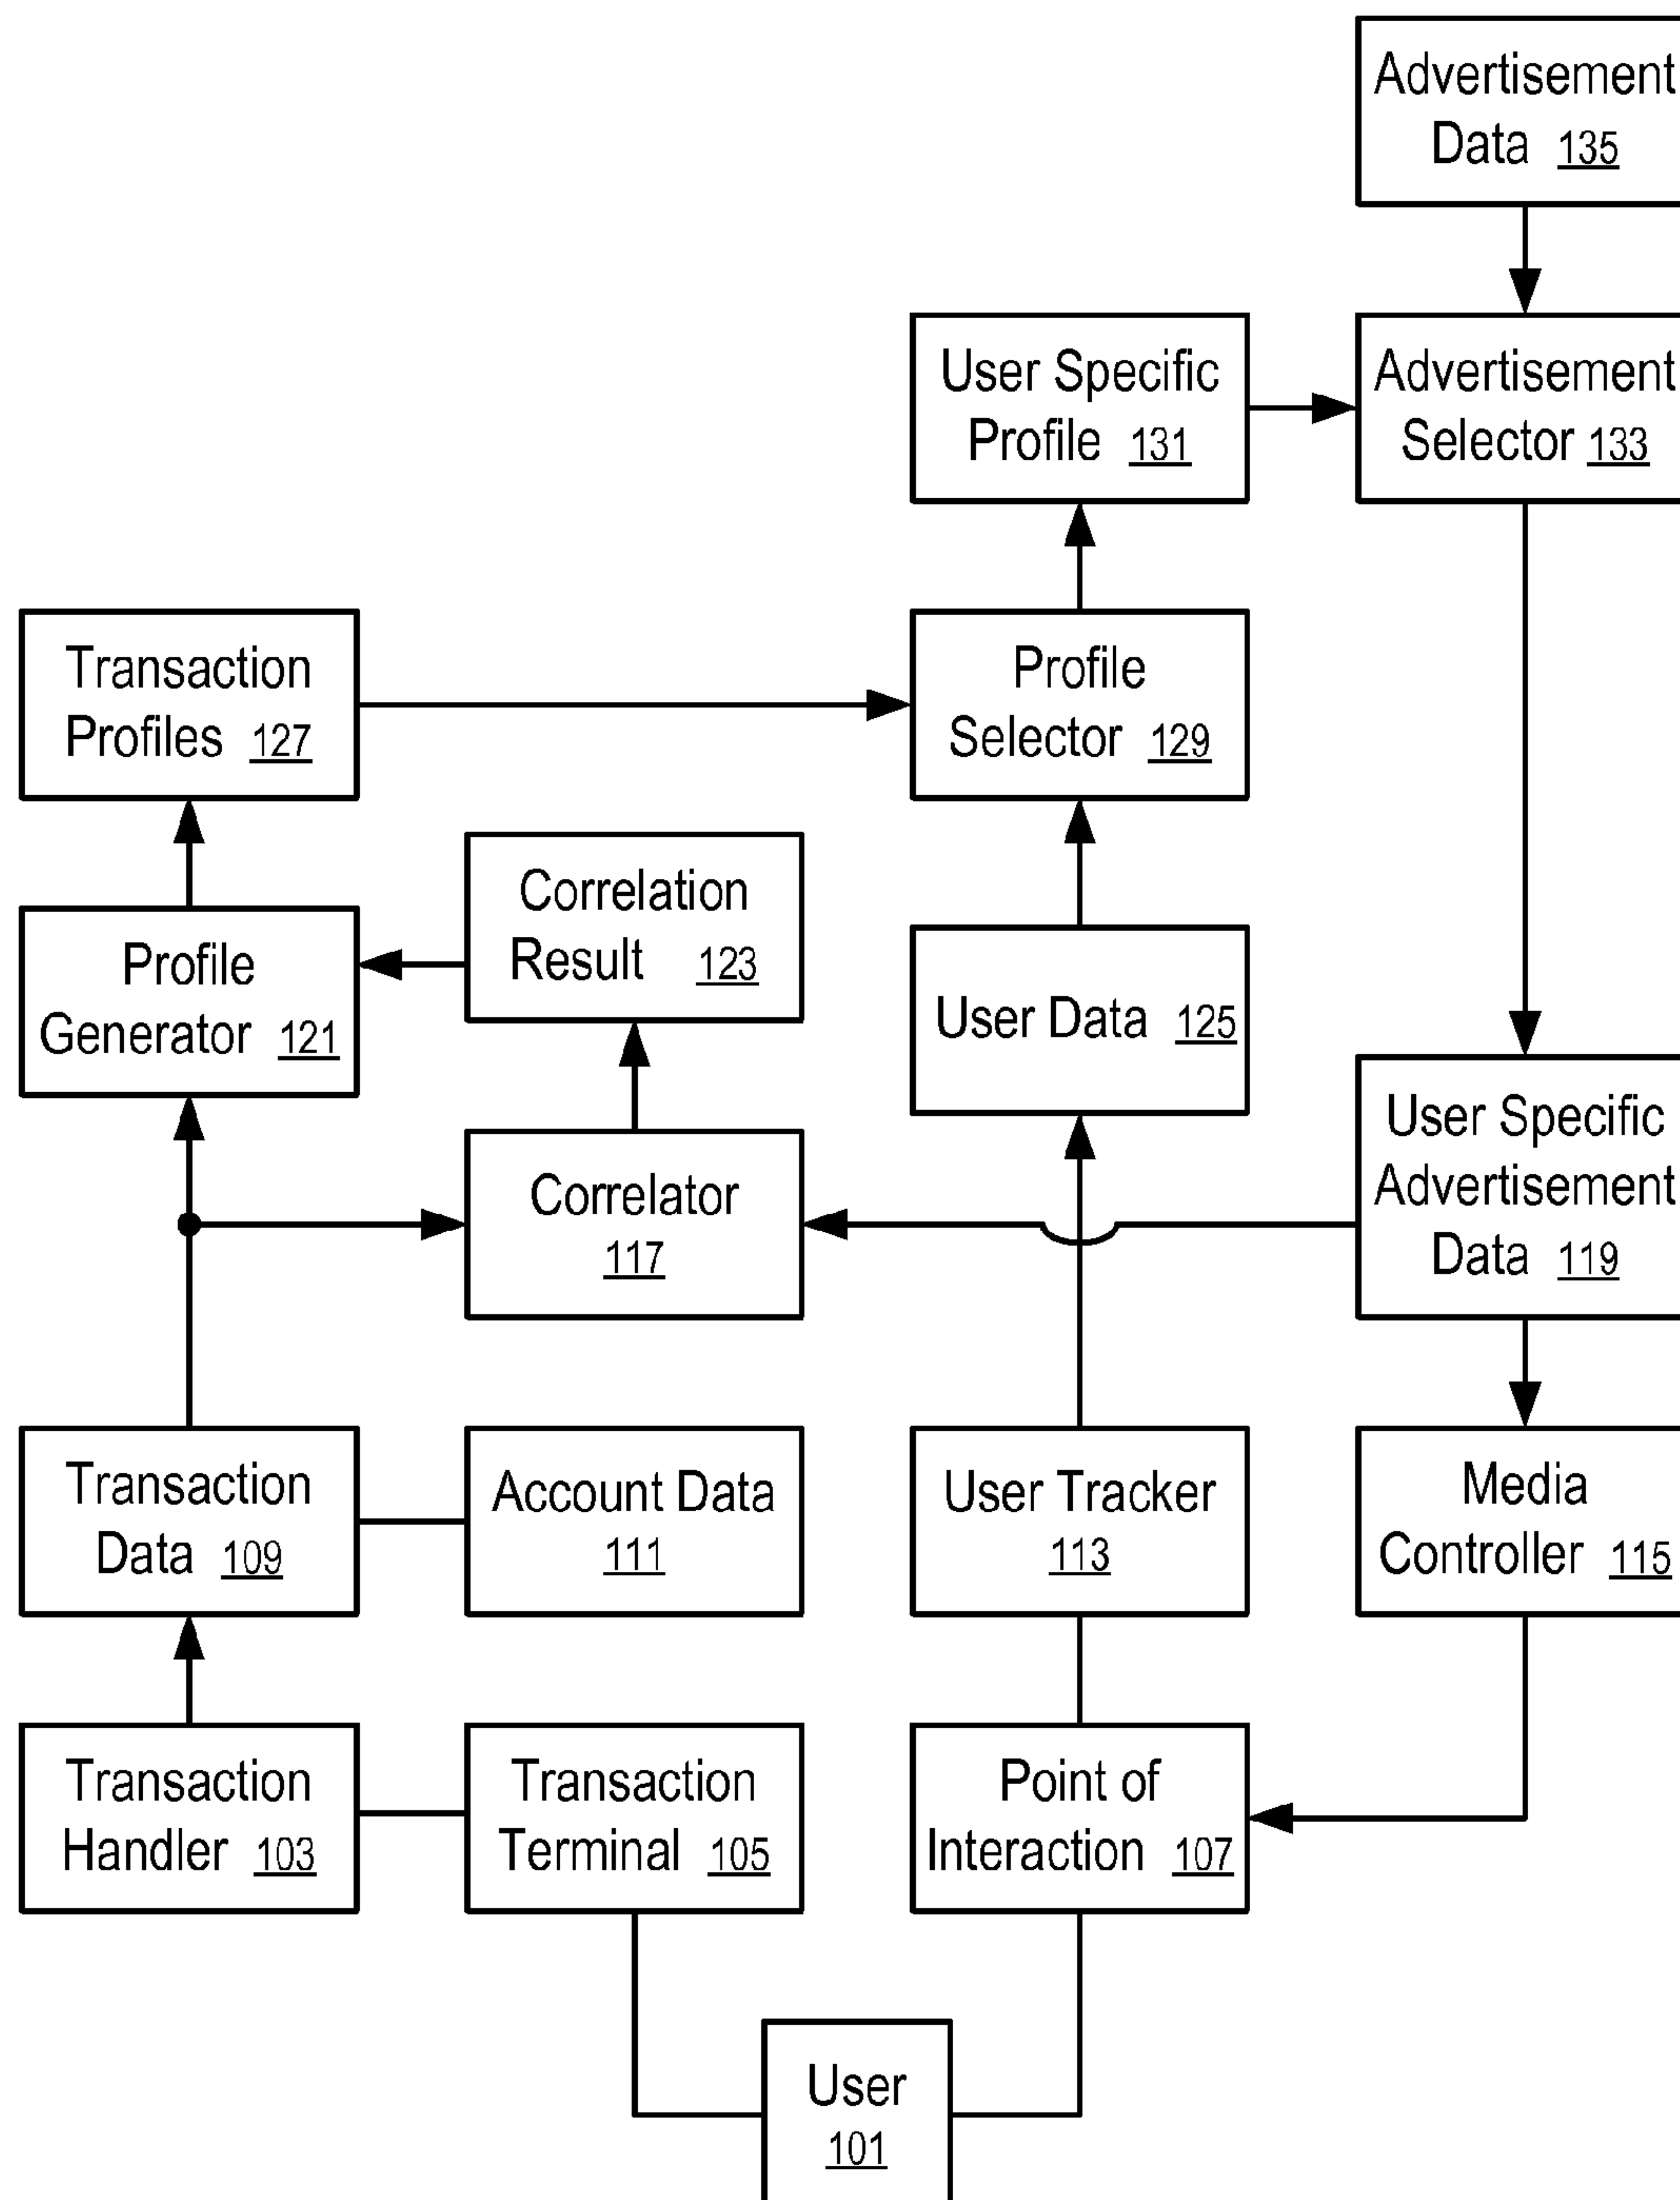 Advertisement
Data 135
User Specific
Profile 131
Advertisement
Selector 133
Transaction
Profiles 127
Profile
Selector 129
Correlation
Result 123
Profile
Generator 121
User Data 125
User Specific
Advertisement
Data 119
Correlator
117
Transaction
Data 109
Account Data
111
User Tracker
113
Media
Controller 115
Transaction
Handler 103
Transaction
Terminal 105
Point of
Interaction 107
User
101